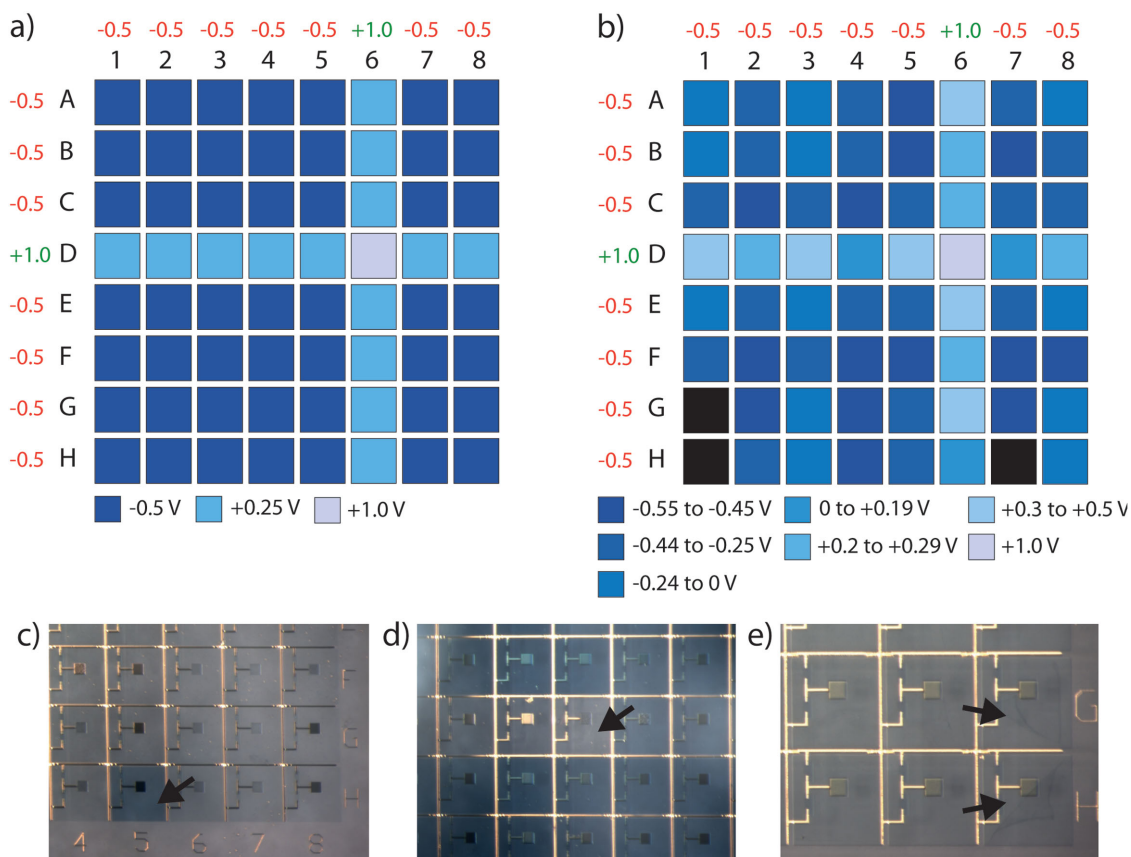 a)
-0.5 -0.5 -0.5 -0.5 -0.5 +1.0 -0.5 -0.5
1 2 3 4 5 6 7 8
-0.5 A
-0.5 B
-0.5 C
+1.0 D
-0.5 E
-0.5 F
-0.5 G
-0.5 H
-0.5 V +0.25 V +1.0 V
b)
-0.5 -0.5 -0.5 -0.5 -0.5 +1.0 -0.5 -0.5
1 2 3 4 5 6 7 8
-0.5 A
-0.5 B
-0.5 C
+1.0 D
-0.5 E
-0.5 F
-0.5 G
-0.5 H
-0.55 to -0.45 V 0 to +0.19 V +0.3 to +0.5 V
-0.44 to -0.25 V +0.2 to +0.29 V +1.0 V
-0.24 to 0 V
c)
F
G
H
4 5 6 7 8
d)
e)
G
H